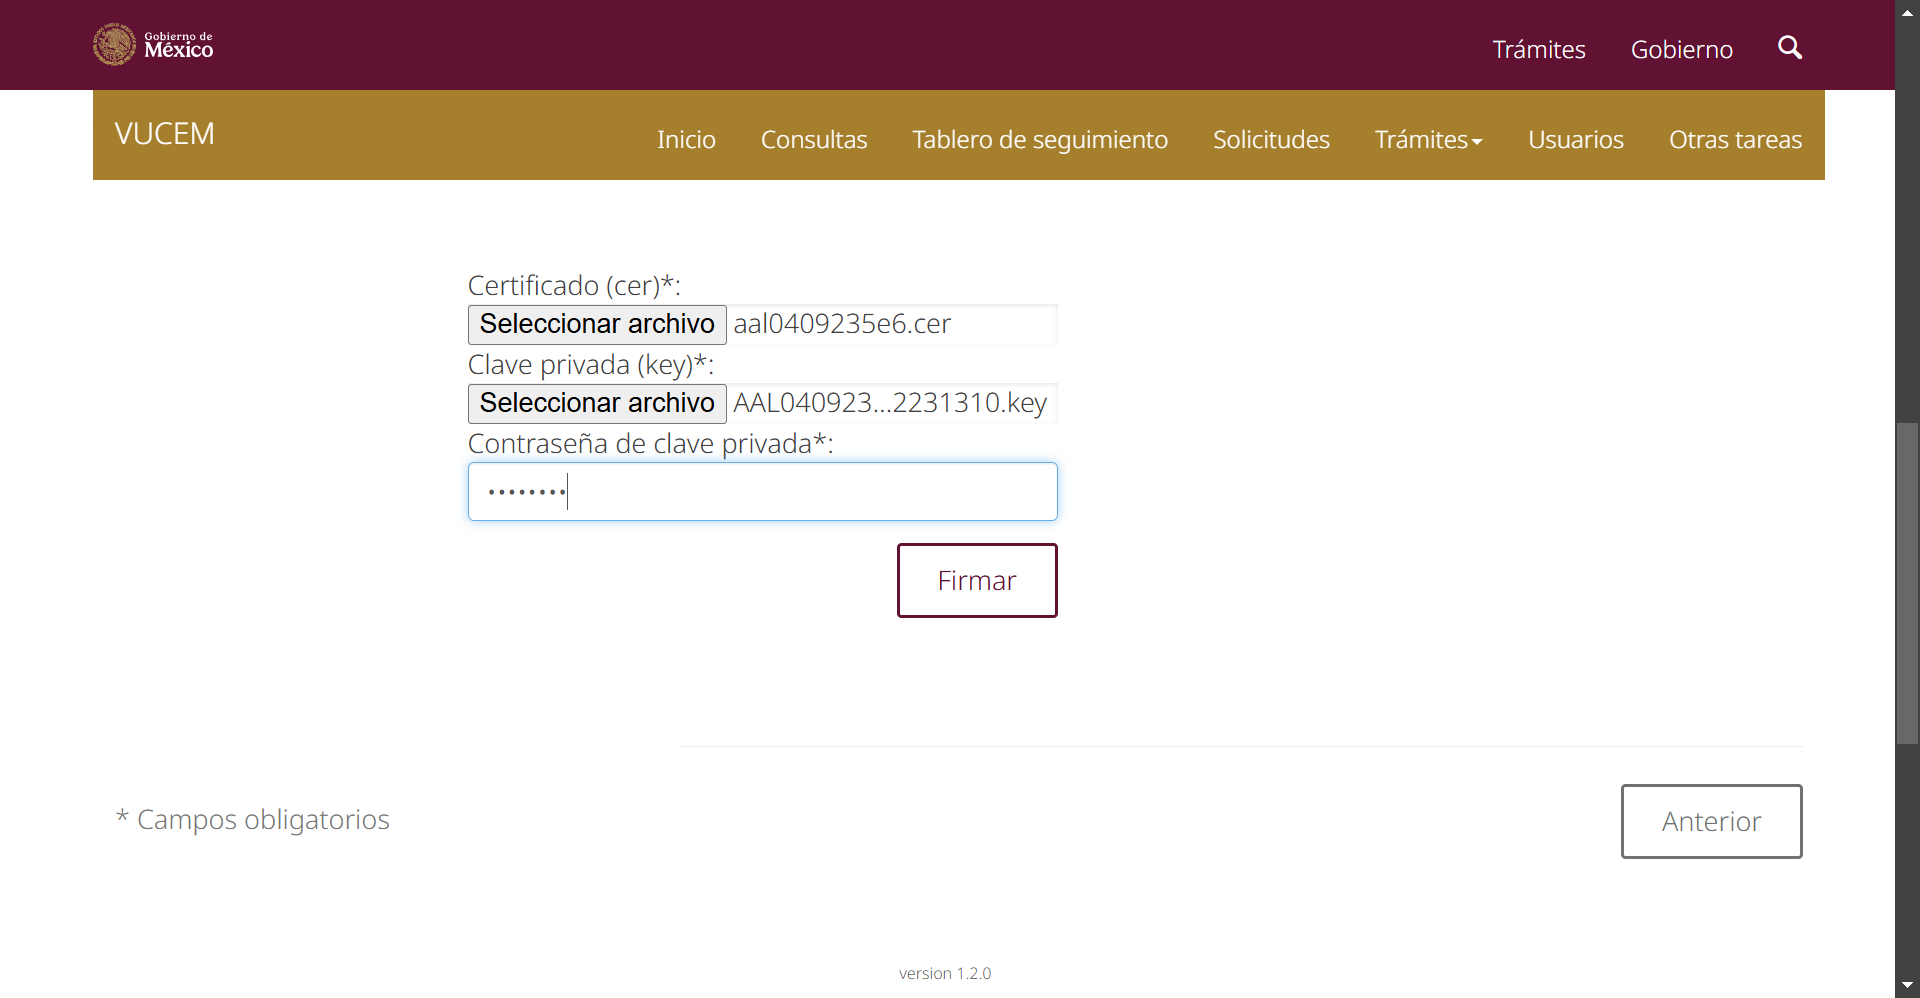 Gobierno de
México
Trámites Gobierno
VUCEM
Inicio Consultas Tablero de seguimiento Solicitudes Trámites Usuarios Otras tareas
Certificado (cer)*:
Seleccionar archivo aal0409235e6.cer
Clave privada (key)*:
Seleccionar archivo AAL040923...2231310.key
Contraseña de clave privada*:
••••••••
Firmar
* Campos obligatorios
Anterior
version 1.2.0